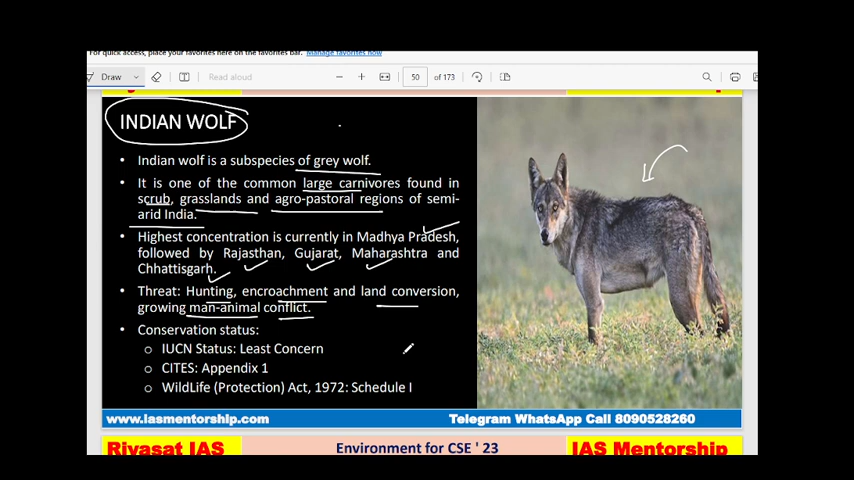 For quick access, place your favorites here on the favorites bar. Manage favorites now
Draw
Read aloud
50 of 173
INDIAN WOLF
• Indian wolf is a subspecies of grey wolf.
• It is one of the common large carnivores found in
scrub, grasslands and agro-pastoral regions of semi-
arid India.
• Highest concentration is currently in Madhya Pradesh,
followed by Rajasthan, Gujarat, Maharashtra and
Chhattisgarh.
• Threat: Hunting, encroachment and land conversion,
growing man-animal conflict.
• Conservation status:
o IUCN Status: Least Concern
o CITES: Appendix 1
o WildLife (Protection) Act, 1972: Schedule I
www.iasmentorship.com Telegram WhatsApp Call 8090528260
Riyasat IAS Environment for CSE ' 23 IAS Mentorship